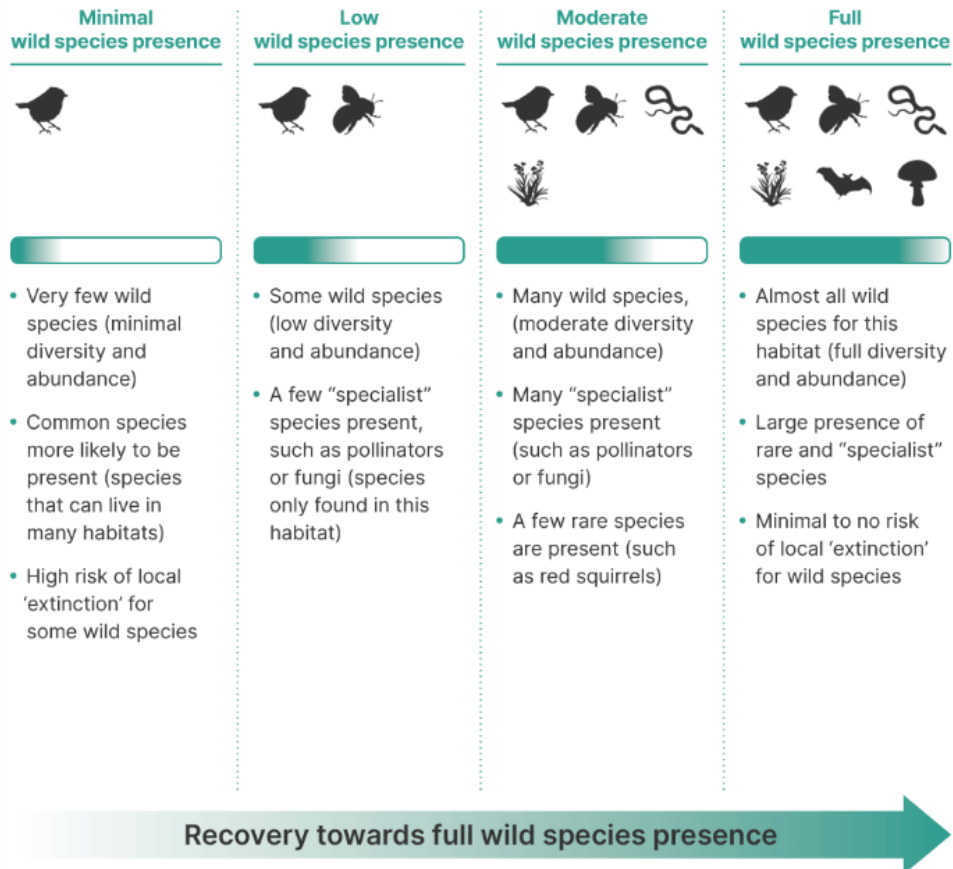 Minimal
wild species presence
Very few wild
species (minimal
diversity and
abundance)
Common species
more likely to be
present (species
that can live in
many habitats)
High risk of local
‘extinction’ for
some wild species
Low
wild species presence
Some wild species
(low diversity
and abundance)
A few “specialist”
species present,
such as pollinators
or fungi (species
only found in this
habitat)
Moderate
wild species presence
Many wild species,
(moderate diversity
and abundance)
Many “specialist”
species present
(such as pollinators
or fungi)
A few rare species
are present (such
as red squirrels)
Full
wild species presence
Almost all wild
species for this
habitat (full diversity
and abundance)
Large presence of
rare and “specialist”
species
Minimal to no risk
of local ‘extinction’
for wild species
Recovery towards full wild species presence